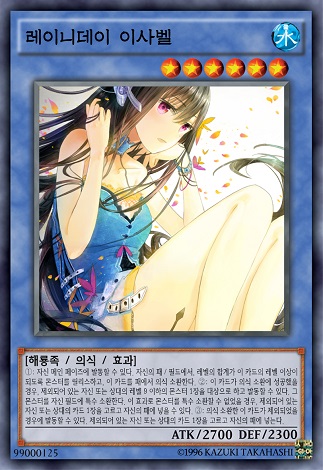 레이니데이 이사벨
水
[해룡족 / 의식 / 효과]
①: 자신 메인 페이즈에 발동할 수 있다. 자신의 패 / 필드에서, 레벨의 합계가 이 카드의 레벨 이상이
되도록 몬스터를 릴리스하고, 이 카드를 패에서 의식 소환한다. ②: 이 카드가 의식 소환에 성공했을
경우, 제외되어 있는 자신 또는 상대의 레벨 9 이하의 몬스터 1장을 대상으로 하고 발동할 수 있다. 그
몬스터를 자신 필드에 특수 소환한다. 이 효과로 몬스터를 특수 소환할 수 없었을 경우, 제외되어 있는
자신 또는 상대의 카드 1장을 고르고 자신의 패에 넣을 수 있다. ③: 의식 소환한 이 카드가 제외되었을
경우에 발동할 수 있다. 제외되어 있는 자신 또는 상대의 카드 1장을 고르고 자신의 패에 넣는다.
ATK/2700 DEF/2300
99000125 ©1996 KAZUKI TAKAHASHI